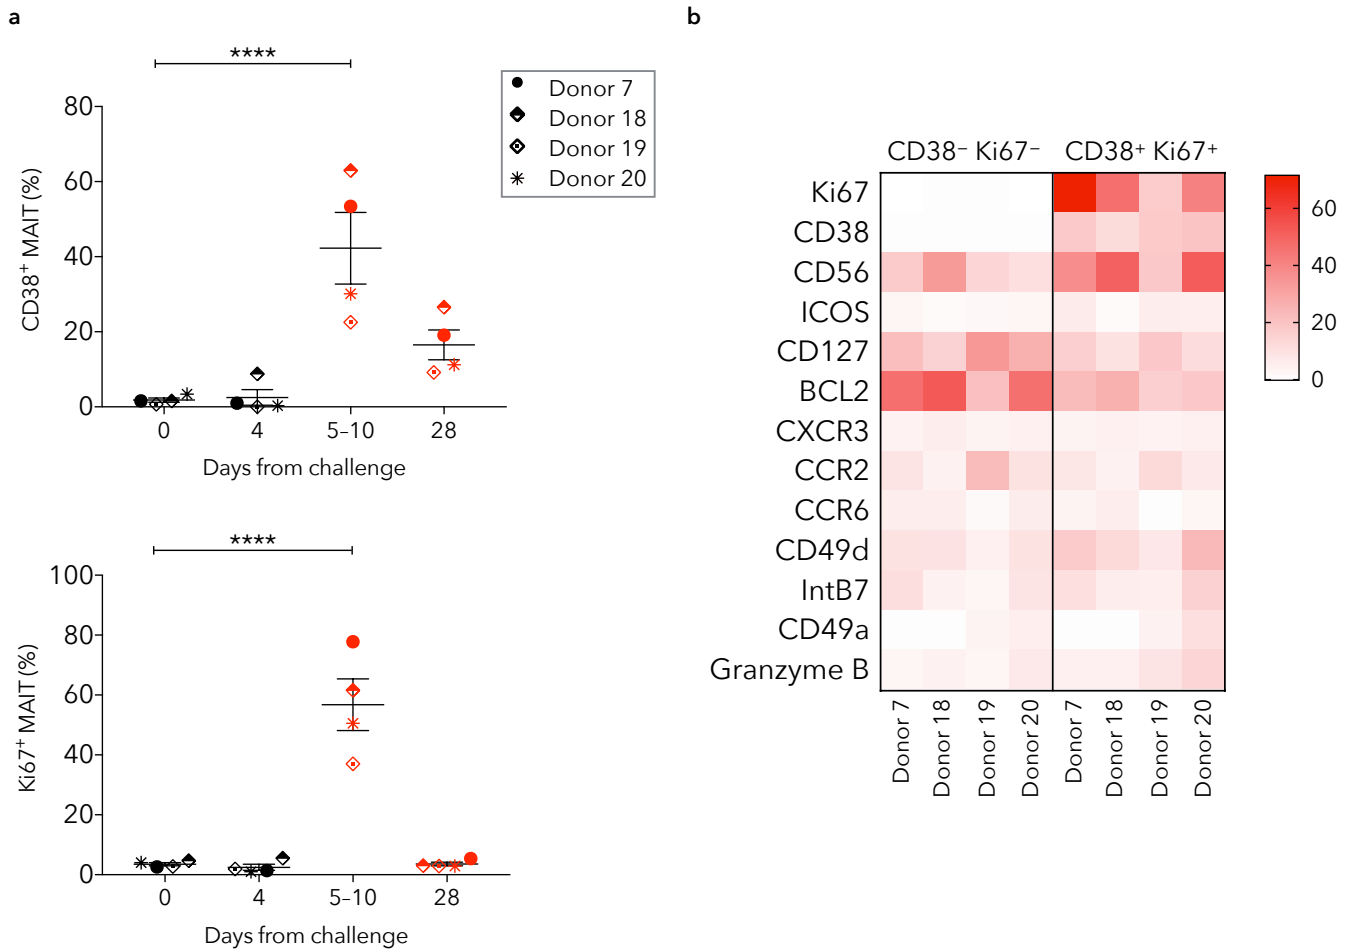 a
****
80
60
40
20
0
CD38+ MAIT (%)
0 4 5–10 28
Days from challenge
Donor 7
Donor 18
Donor 19
Donor 20
****
100
80
60
40
20
0
Ki67+ MAIT (%)
0 4 5–10 28
Days from challenge
b
CD38− Ki67− CD38+ Ki67+
Ki67
CD38
CD56
ICOS
CD127
BCL2
CXCR3
CCR2
CCR6
CD49d
IntB7
CD49a
Granzyme B
Donor 7 Donor 18 Donor 19 Donor 20 Donor 7 Donor 18 Donor 19 Donor 20
60
40
20
0